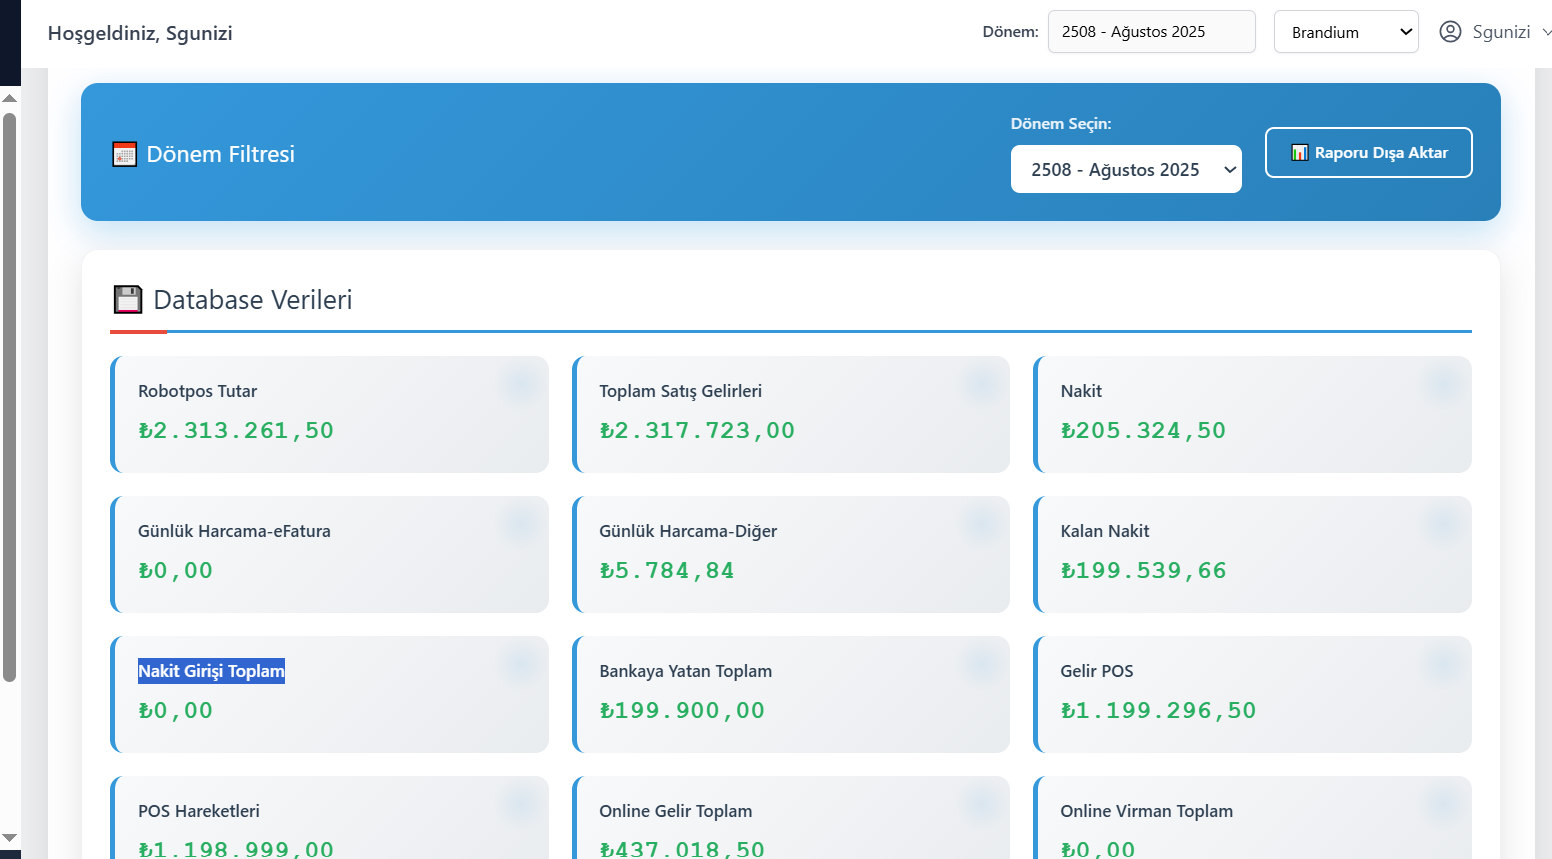 Hoşgeldiniz, Sgunizi
Dönem: 2508 - Ağustos 2025 Brandium Sgunizi
Dönem Filtresi
Dönem Seçin:
2508 - Ağustos 2025
Raporu Dışa Aktar
Database Verileri
Robotpos Tutar
₺2.313.261,50
Toplam Satış Gelirleri
₺2.317.723,00
Nakit
₺205.324,50
Günlük Harcama-eFatura
₺0,00
Günlük Harcama-Diğer
₺5.784,84
Kalan Nakit
₺199.539,66
Nakit Girişi Toplam
₺0,00
Bankaya Yatan Toplam
₺199.900,00
Gelir POS
₺1.199.296,50
POS Hareketleri
₺1.198.999,00
Online Gelir Toplam
₺437.018,50
Online Virman Toplam
₺0,00